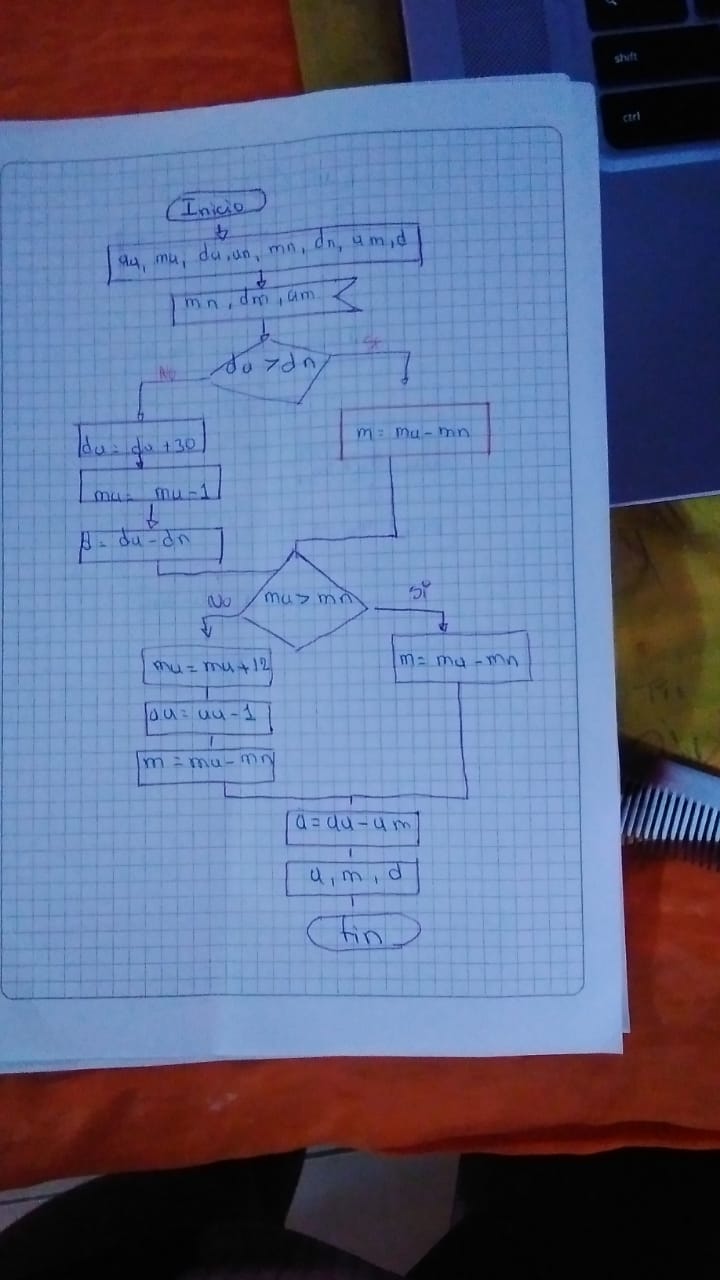 shift
ctrl
Inicio
au, mu, du, un, mn, dn, am, d
mn, dm, am
du > dn
No
Si
du = du + 30
m = mu - mn
mu = mu - 1
d = du - dn
mu > mn
No
Si
mu = mu + 12
m = mu - mn
au = uu - 1
m = mu - mn
a = au - am
a, m, d
fin